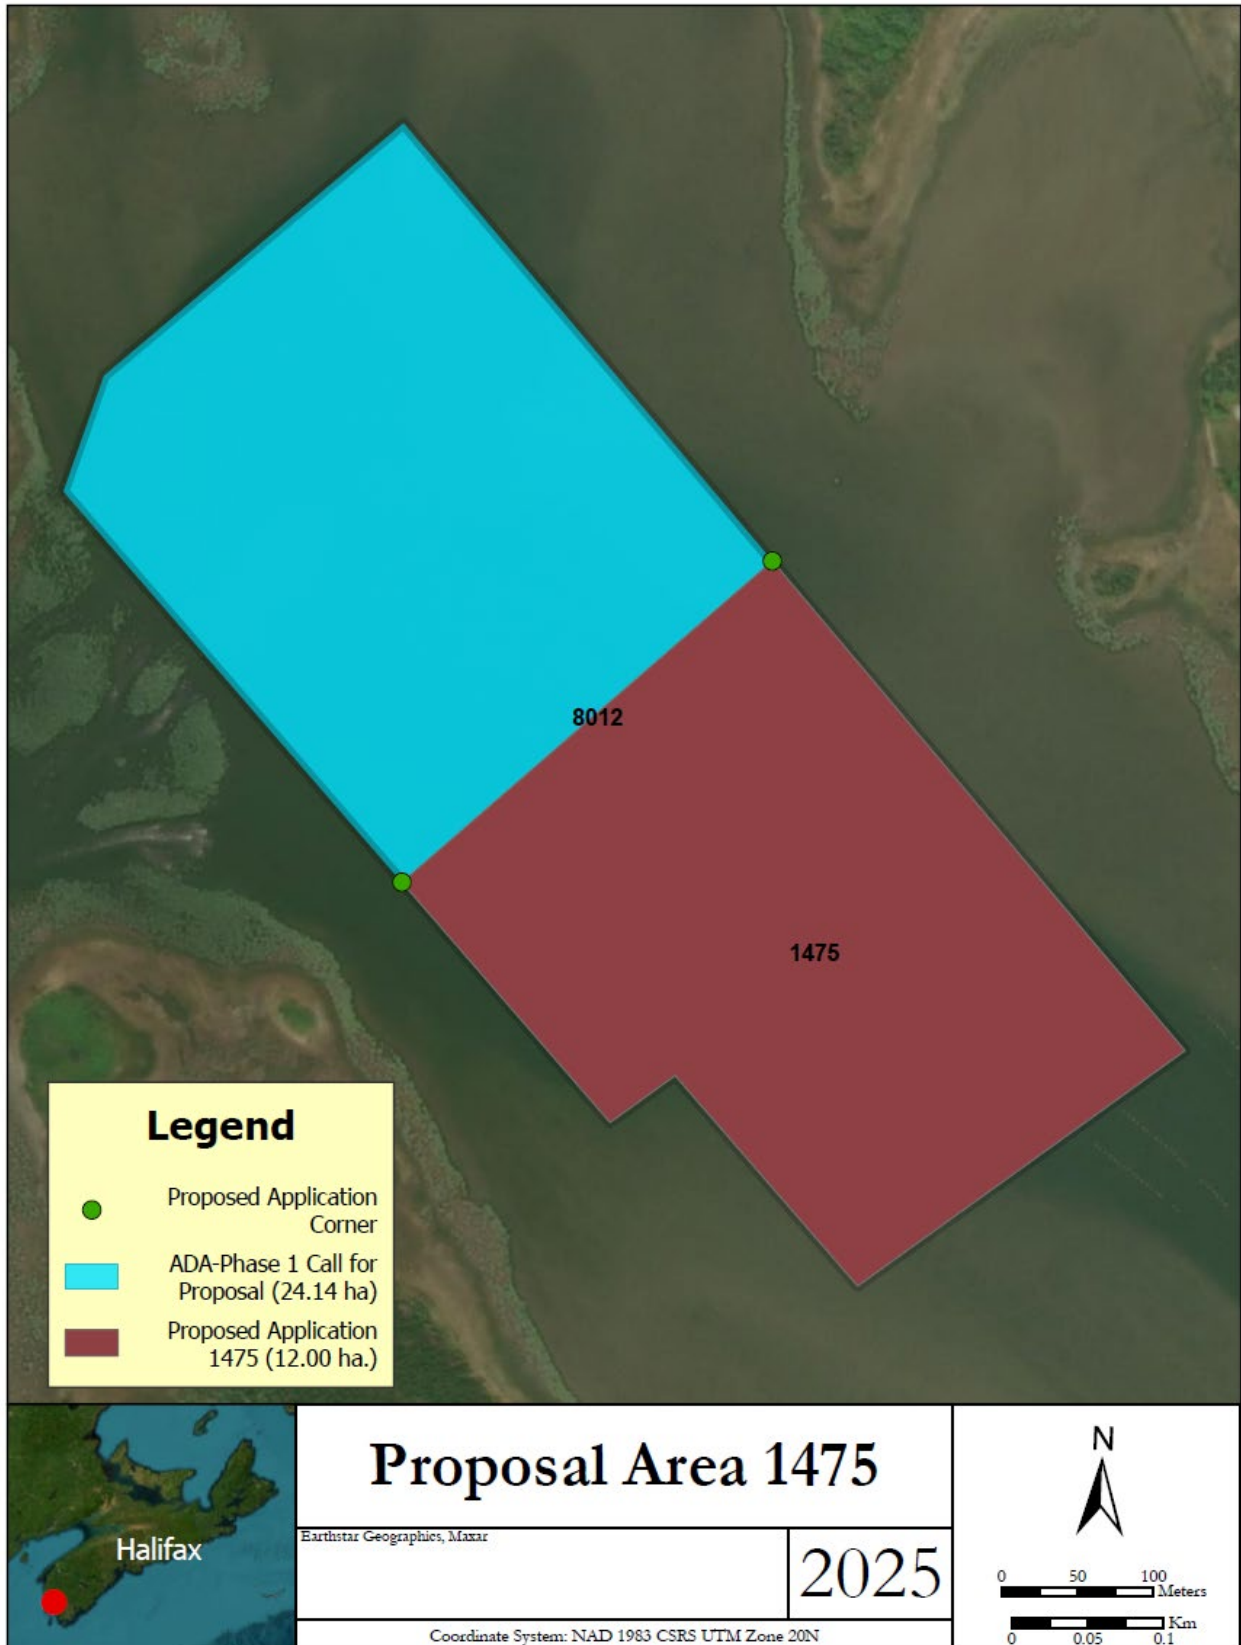 8012
1475
Legend
Proposed Application
Corner
ADA-Phase 1 Call for
Proposal (24.14 ha)
Proposed Application
1475 (12.00 ha.)
Halifax
Proposal Area 1475
Earthstar Geographics, Maxar
2025
Coordinate System: NAD 1983 CSRS UTM Zone 20N
N
0 50 100
Meters
Km
0 0.05 0.1